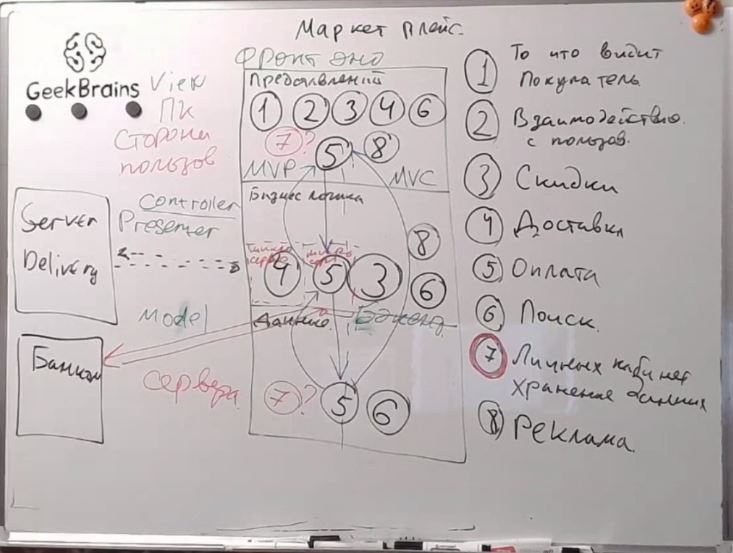 Маркет плейс.
GeekBrains
View
ПК
Сторона
пользов
Фронт энд
Представлений
1 2 3 4 6
7? 5 8
MVP MVC
Controller
Presenter
Бизнес логика
Server
Delivery
8
4 5 3
6
Model
Данные Бэкенд
Банком
Сервера
7? 5 6
1 То что видит
покупатель
2 Взаимодействие
с пользов.
3 Скидки
4 Доставка
5 Оплата
6 Поиск.
7 Личных кабинет
хранение данных
8 Реклама.